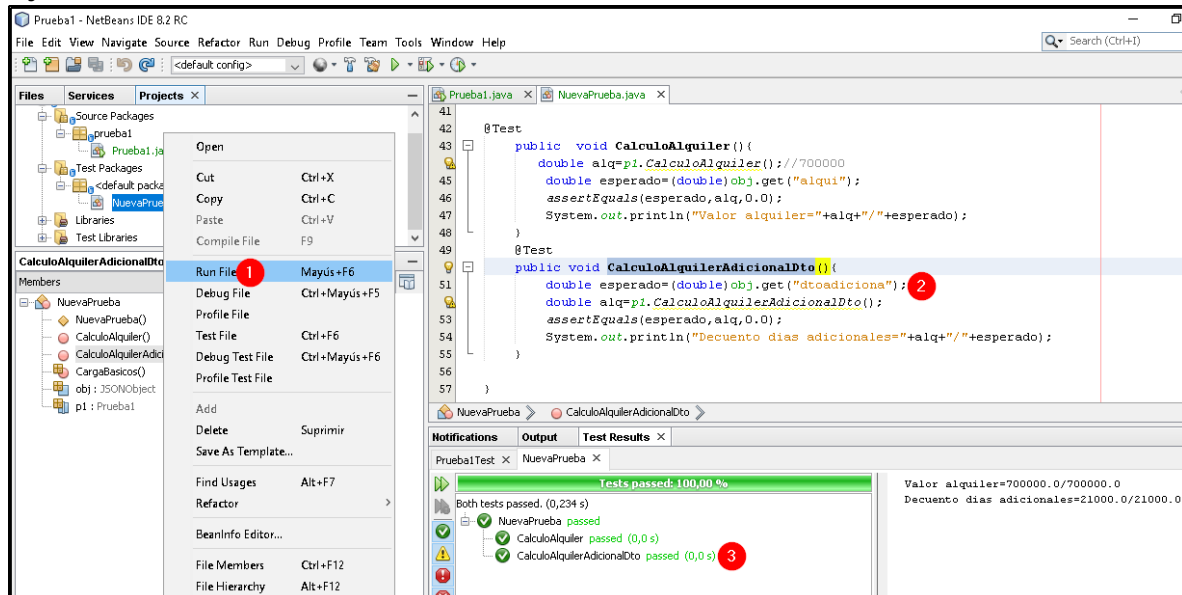 Prueba1 - NetBeans IDE 8.2 RC
File Edit View Navigate Source Refactor Run Debug Profile Team Tools Window Help
Search (Ctrl+I)
<default config>
Files Services Projects
Source Packages
prueba1
Prueba1.ja
Test Packages
<default packa
NuevaPrue
Libraries
Test Libraries
CalculoAlquilerAdicionalDto
Members
NuevaPrueba
NuevaPrueba()
CalculoAlquiler()
CalculoAlquilerAdici
CargaBasicos()
obj : JSONObject
p1 : Prueba1
Open
Cut Ctrl+X
Copy Ctrl+C
Paste Ctrl+V
Compile File F9
Run File 1 Mayús+F6
Debug File Ctrl+Mayús+F5
Profile File
Test File Ctrl+F6
Debug Test File Ctrl+Mayús+F6
Profile Test File
Add
Delete Suprimir
Save As Template...
Find Usages Alt+F7
Refactor
BeanInfo Editor...
File Members Ctrl+F12
File Hierarchy Alt+F12
Prueba1.java NuevaPrueba.java
41
42 @Test
43 public void CalculoAlquiler(){
double alq=p1.CalculoAlquiler();//700000
45 double esperado=(double)obj.get("alqui");
46 assertEquals(esperado,alq,0.0);
47 System.out.println("Valor alquiler="+alq+"/"+esperado);
48 }
49 @Test
public void CalculoAlquilerAdicionalDto(){
51 double esperado=(double)obj.get("dtoadiciona"); 2
double alq=p1.CalculoAlquilerAdicionalDto();
53 assertEquals(esperado,alq,0.0);
54 System.out.println("Decuento dias adicionales="+alq+"/"+esperado);
55 }
56
57 }
NuevaPrueba CalculoAlquilerAdicionalDto
Notifications Output Test Results
Prueba1Test NuevaPrueba
Tests passed: 100,00 %
Both tests passed. (0,234 s)
NuevaPrueba passed
CalculoAlquiler passed (0,0 s)
CalculoAlquilerAdicionalDto passed (0,0 s) 3
Valor alquiler=700000.0/700000.0
Decuento dias adicionales=21000.0/21000.0